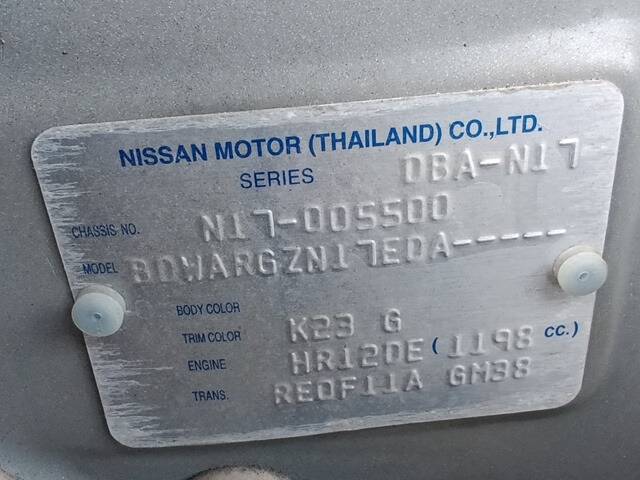 NISSAN MOTOR (THAILAND) CO.,LTD.
SERIES DBA-N17
CHASSIS NO. N17-005500
MODEL BDWARGZN17EDA-----
BODY COLOR
TRIM COLOR K23 G
ENGINE HR12DE (1198 cc.)
TRANS. RE0F11A GM38